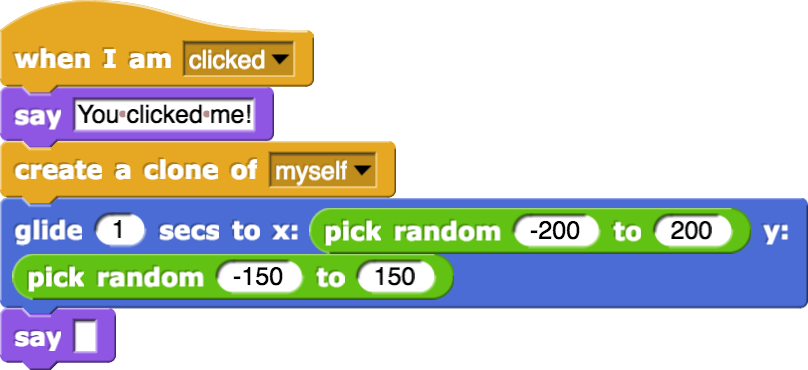 when I am clicked
say You clicked me!
create a clone of myself
glide 1 secs to x: pick random -200 to 200 y:
pick random -150 to 150
say